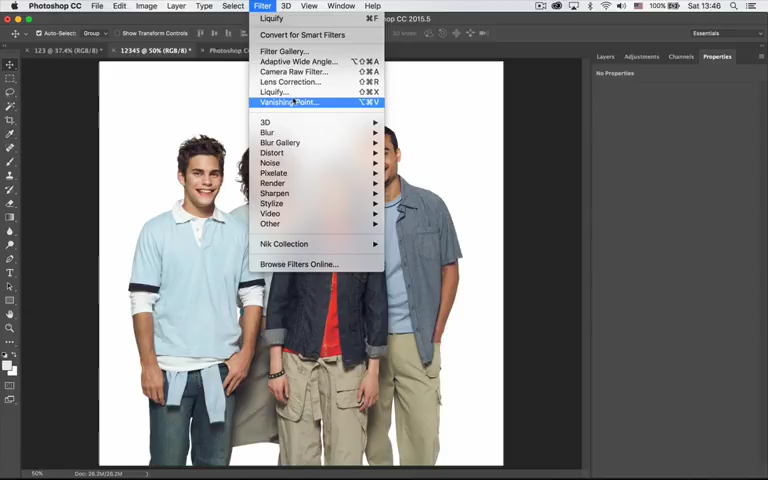 Photoshop CC File Edit Image Layer Type Select Filter 3D View Window Help 100% Sat 13:46
hop CC 2015.5
Auto-Select: Group Show Transform Controls Essentials
123 @ 37.4% (RGB/8*) * 12345 @ 50% (RGB/8*) * Photoshop C
Liquify ⌘F
Convert for Smart Filters
Filter Gallery...
Adaptive Wide Angle... ⌥⇧⌘A
Camera Raw Filter... ⇧⌘A
Lens Correction... ⇧⌘R
Liquify... ⇧⌘X
Vanishing Point... ⌥⌘V
3D
Blur
Blur Gallery
Distort
Noise
Pixelate
Render
Sharpen
Stylize
Video
Other
Nik Collection
Browse Filters Online...
Layers Adjustments Channels Properties
No Properties
50% Doc: 26.2M/26.2M